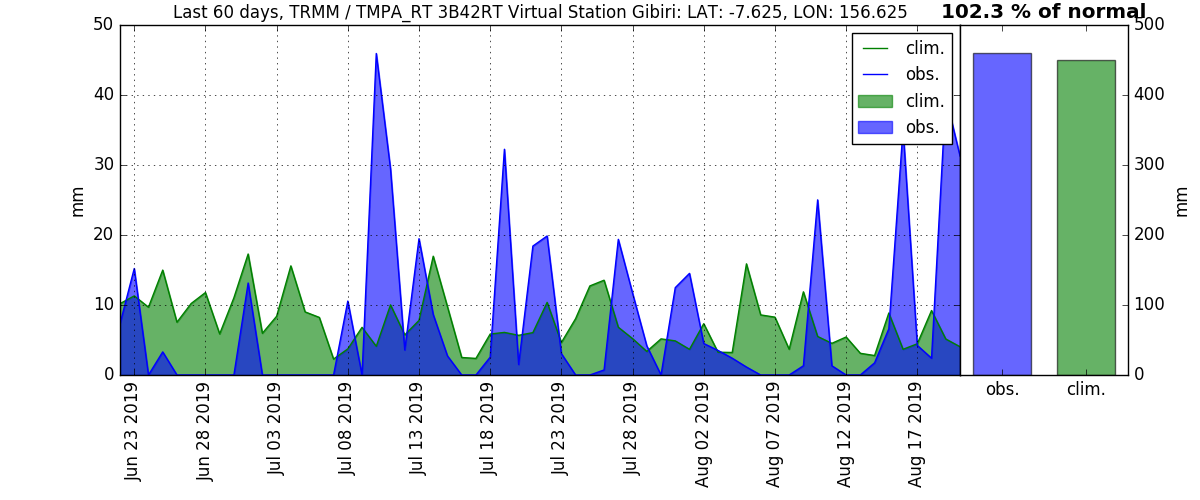 Last 60 days, TRMM / TMPA_RT 3B42RT Virtual Station Gibiri: LAT: -7.625, LON: 156.625
102.3 % of normal
50
40
30
20
10
0
mm
clim.
obs.
clim.
obs.
500
400
300
200
100
0
mm
Jun 23 2019
Jun 28 2019
Jul 03 2019
Jul 08 2019
Jul 13 2019
Jul 18 2019
Jul 23 2019
Jul 28 2019
Aug 02 2019
Aug 07 2019
Aug 12 2019
Aug 17 2019
obs.
clim.